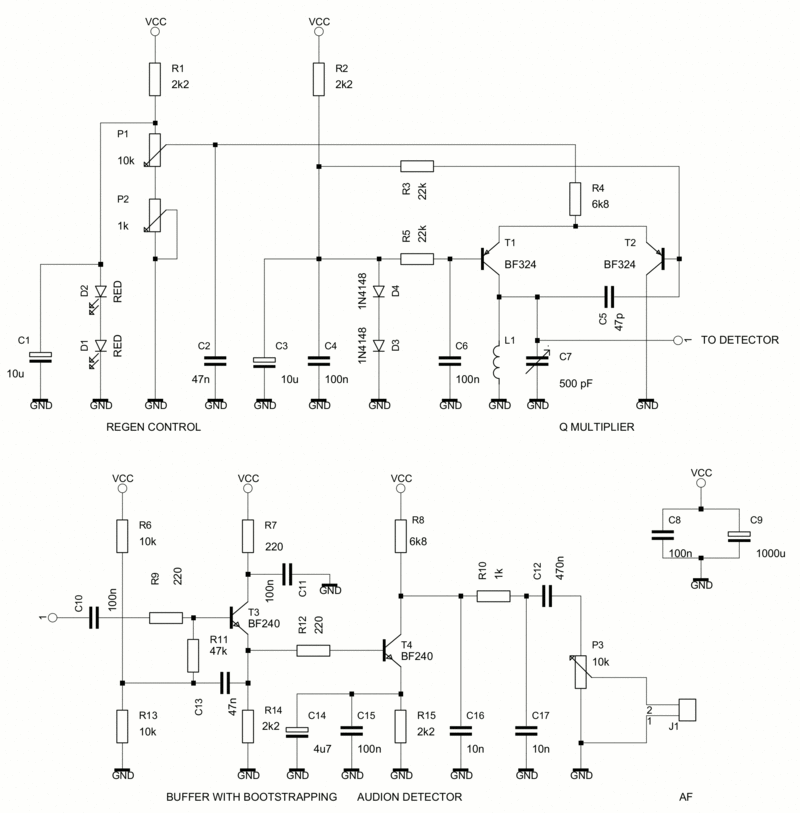 VCC
VCC
R1
2k2
R2
2k2
P1
10k
R3
22k
R4
6k8
P2
1k
R5
22k
T1
BF324
T2
BF324
D2
RED
1N4148
D4
C5
47p
C1
10u
D1
RED
C2
47n
C3
10u
C4
100n
1N4148
D3
C6
100n
L1
C7
500 pF
1
TO DETECTOR
GND
GND
GND
GND
GND
GND
GND
GND
GND
GND
GND
REGEN CONTROL
Q MULTIPLIER
VCC
VCC
VCC
VCC
R6
10k
R7
220
R8
6k8
C8
100n
C9
1000u
GND
C10
100n
R9
220
C11
100n
GND
R10
1k
C12
470n
1
T3
BF240
R11
47k
R12
220
T4
BF240
P3
10k
C13
47n
R13
10k
R14
2k2
C14
4u7
C15
100n
R15
2k2
C16
10n
C17
10n
2
1
J1
GND
GND
GND
GND
GND
GND
GND
GND
BUFFER WITH BOOTSTRAPPING
AUDION DETECTOR
AF